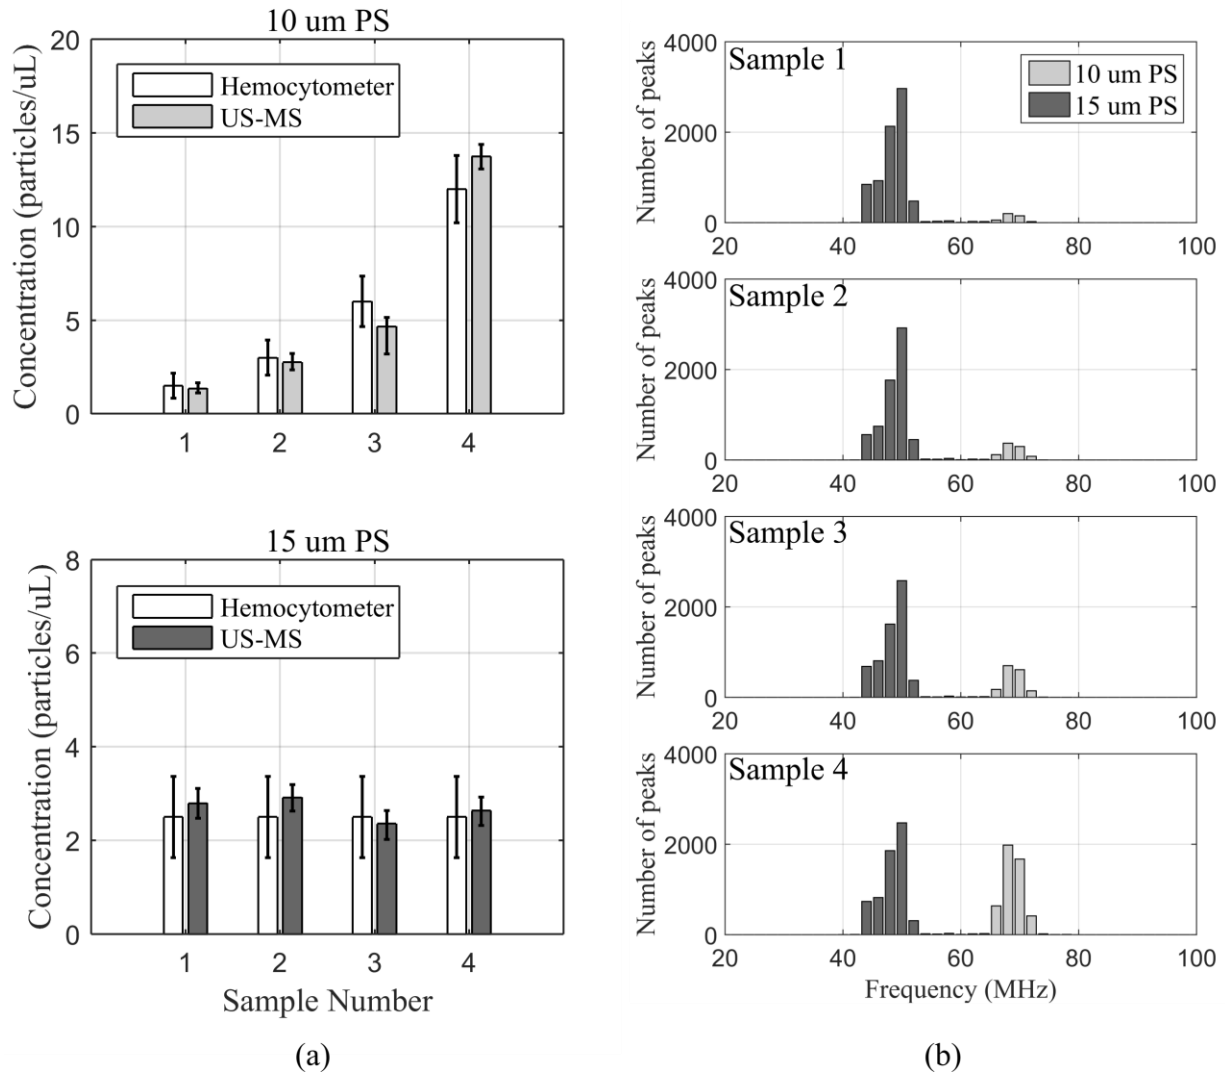 10 um PS
Concentration (particles/uL)
20
15
10
5
0
Hemocytometer
US-MS
1 2 3 4
15 um PS
Concentration (particles/uL)
8
6
4
2
0
Hemocytometer
US-MS
1 2 3 4
Sample Number
(a)
Sample 1
Number of peaks
4000
2000
0
10 um PS
15 um PS
20 40 60 80 100
Sample 2
Number of peaks
4000
2000
0
20 40 60 80 100
Sample 3
Number of peaks
4000
2000
0
20 40 60 80 100
Sample 4
Number of peaks
4000
2000
0
20 40 60 80 100
Frequency (MHz)
(b)